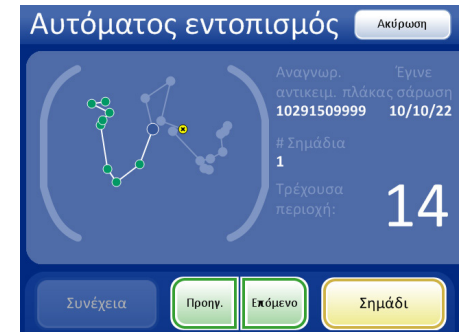 Αυτόματος εντοπισμός
Ακύρωση
Αναγνωρ. Έγινε
αντικειμ. πλάκας σάρωση
10291509999 10/10/22
# Σημάδια
1
Τρέχουσα
περιοχή:
14
Συνέχεια
Προηγ.
Επόμενο
Σημάδι